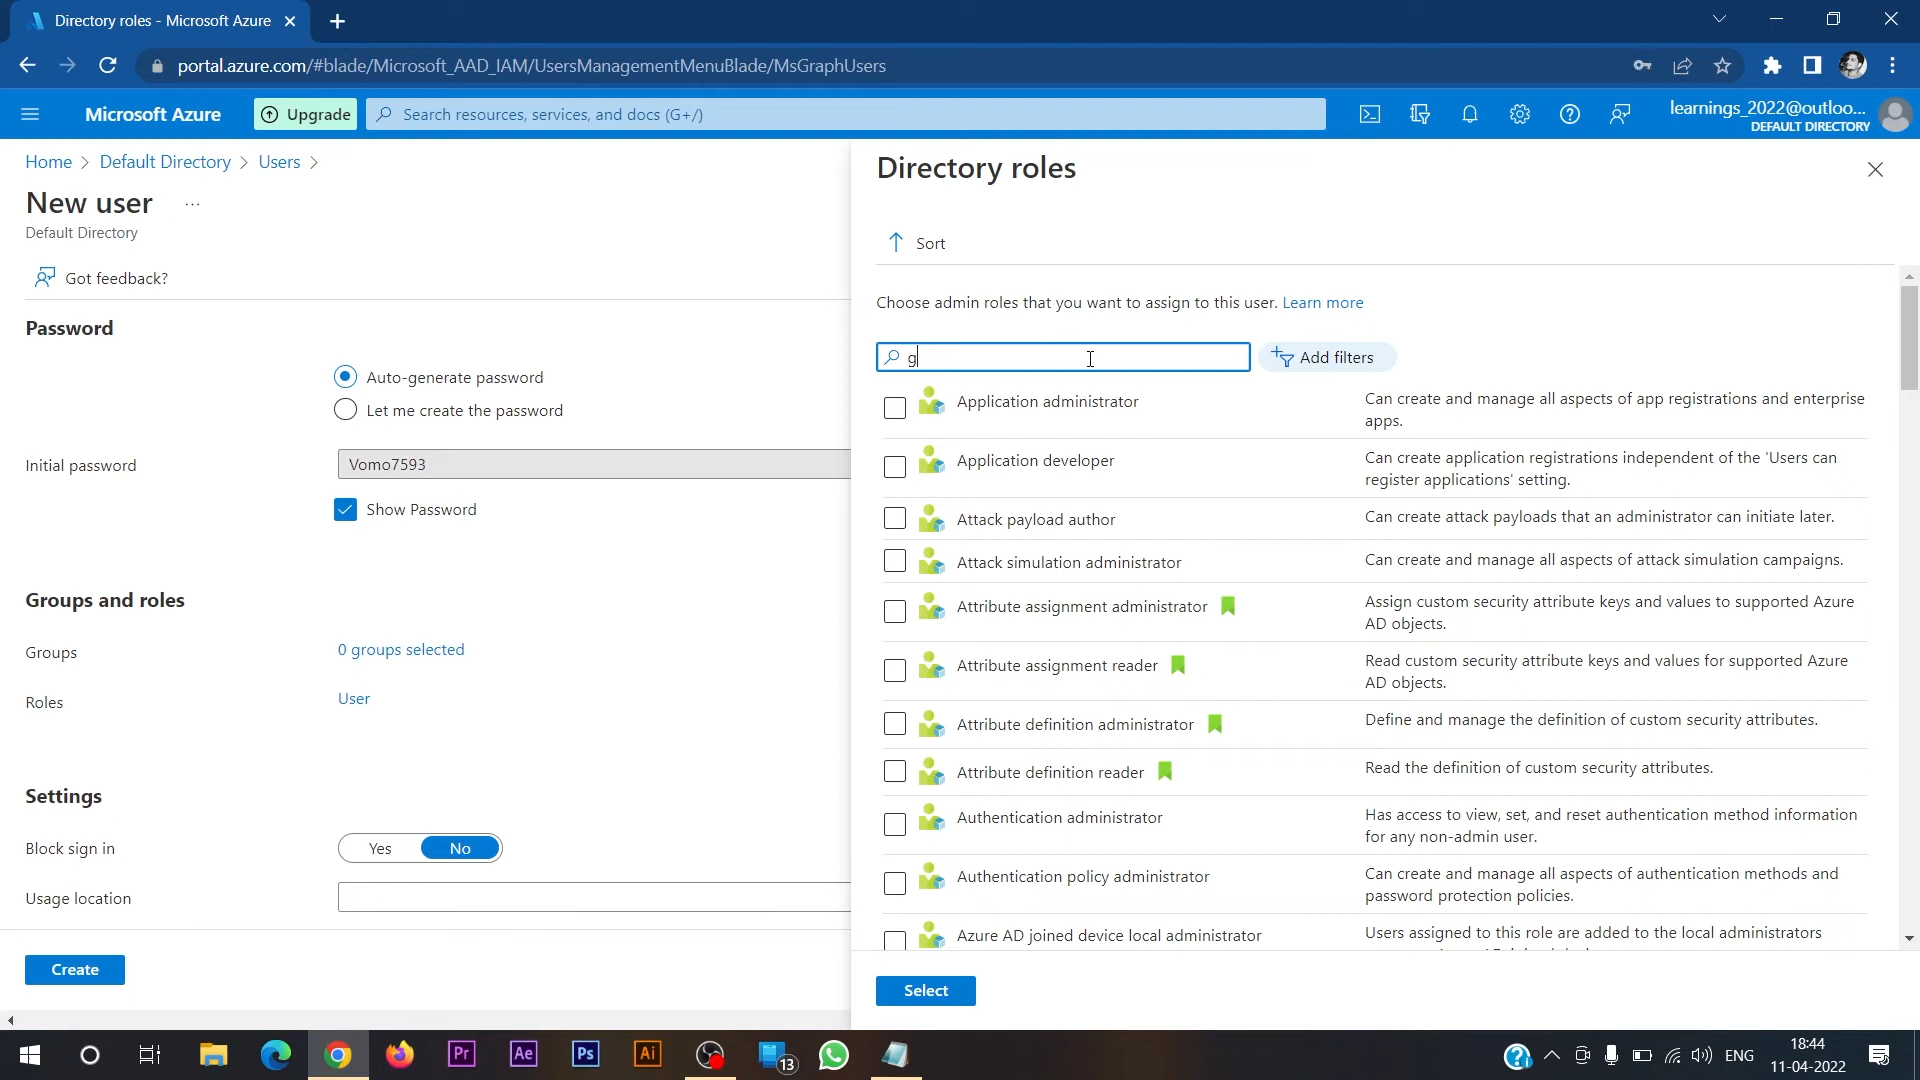 Directory roles - Microsoft Azure
portal.azure.com/#blade/Microsoft_AAD_IAM/UsersManagementMenuBlade/MsGraphUsers
Microsoft Azure
Upgrade
Search resources, services, and docs (G+/)
learnings_2022@outloo...
DEFAULT DIRECTORY
Home > Default Directory > Users >
New user ...
Default Directory
Got feedback?
Password
Auto-generate password
Let me create the password
Initial password
Vomo7593
Show Password
Groups and roles
Groups
0 groups selected
Roles
User
Settings
Block sign in
Yes No
Usage location
Create
Directory roles
Sort
Choose admin roles that you want to assign to this user. Learn more
g
Add filters
Application administrator
Can create and manage all aspects of app registrations and enterprise
apps.
Application developer
Can create application registrations independent of the 'Users can
register applications' setting.
Attack payload author
Can create attack payloads that an administrator can initiate later.
Attack simulation administrator
Can create and manage all aspects of attack simulation campaigns.
Attribute assignment administrator
Assign custom security attribute keys and values to supported Azure
AD objects.
Attribute assignment reader
Read custom security attribute keys and values for supported Azure
AD objects.
Attribute definition administrator
Define and manage the definition of custom security attributes.
Attribute definition reader
Read the definition of custom security attributes.
Authentication administrator
Has access to view, set, and reset authentication method information
for any non-admin user.
Authentication policy administrator
Can create and manage all aspects of authentication methods and
password protection policies.
Azure AD joined device local administrator
Users assigned to this role are added to the local administrators
Select
Pr
Ae
Ps
Ai
13
ENG
18:44
11-04-2022